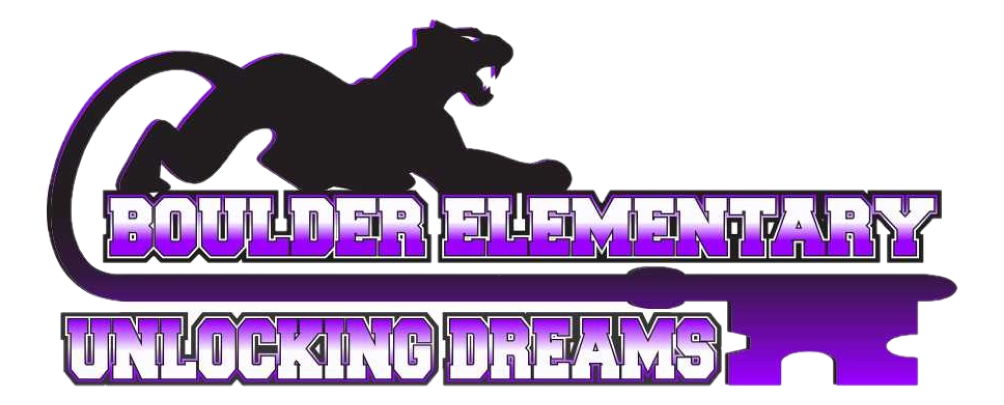 BOULDER ELEMENTARY
UNLOCKING DREAMS